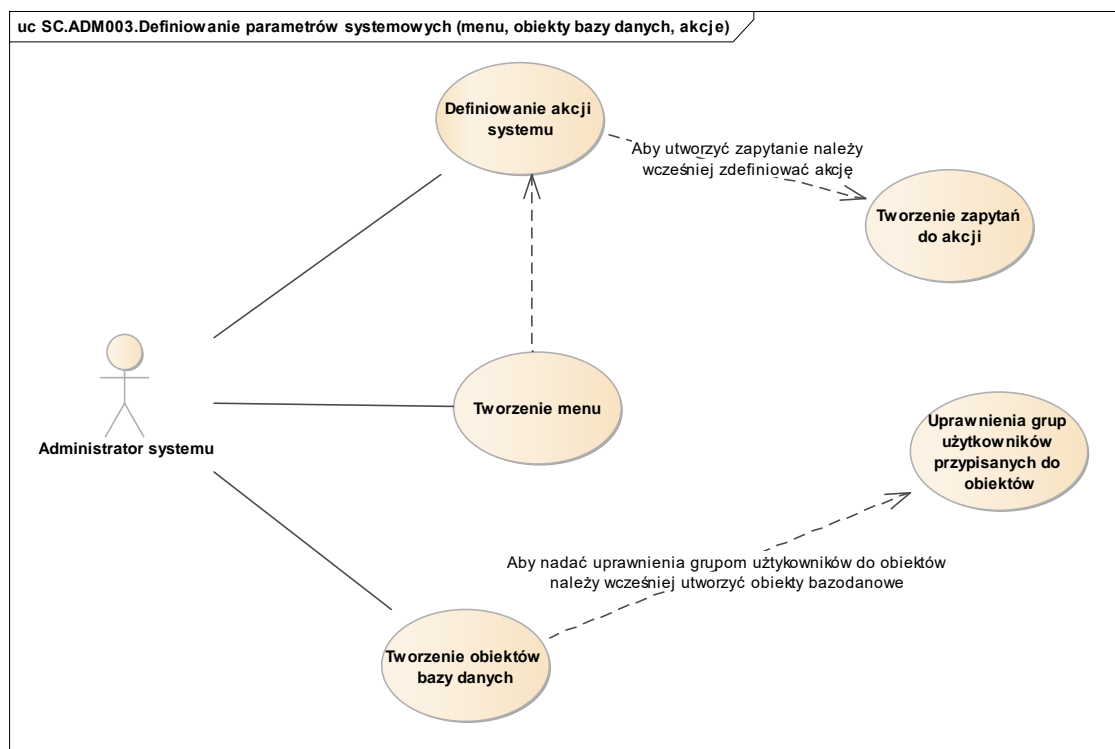 uc SC.ADM003.Definiowanie parametrów systemowych (menu, obiekty bazy danych, akcje)
Definiowanie akcji
systemu
Aby utworzyć zapytanie należy
wcześniej zdefiniować akcję
Tworzenie zapytań
do akcji
Tworzenie menu
Administrator systemu
Uprawnienia grup
użytkowników
przypisanych do
obiektów
Aby nadać uprawnienia grupom użtykowników do obiektów
należy wcześniej utworzyć obiekty bazodanowe
Tworzenie obiektów
bazy danych